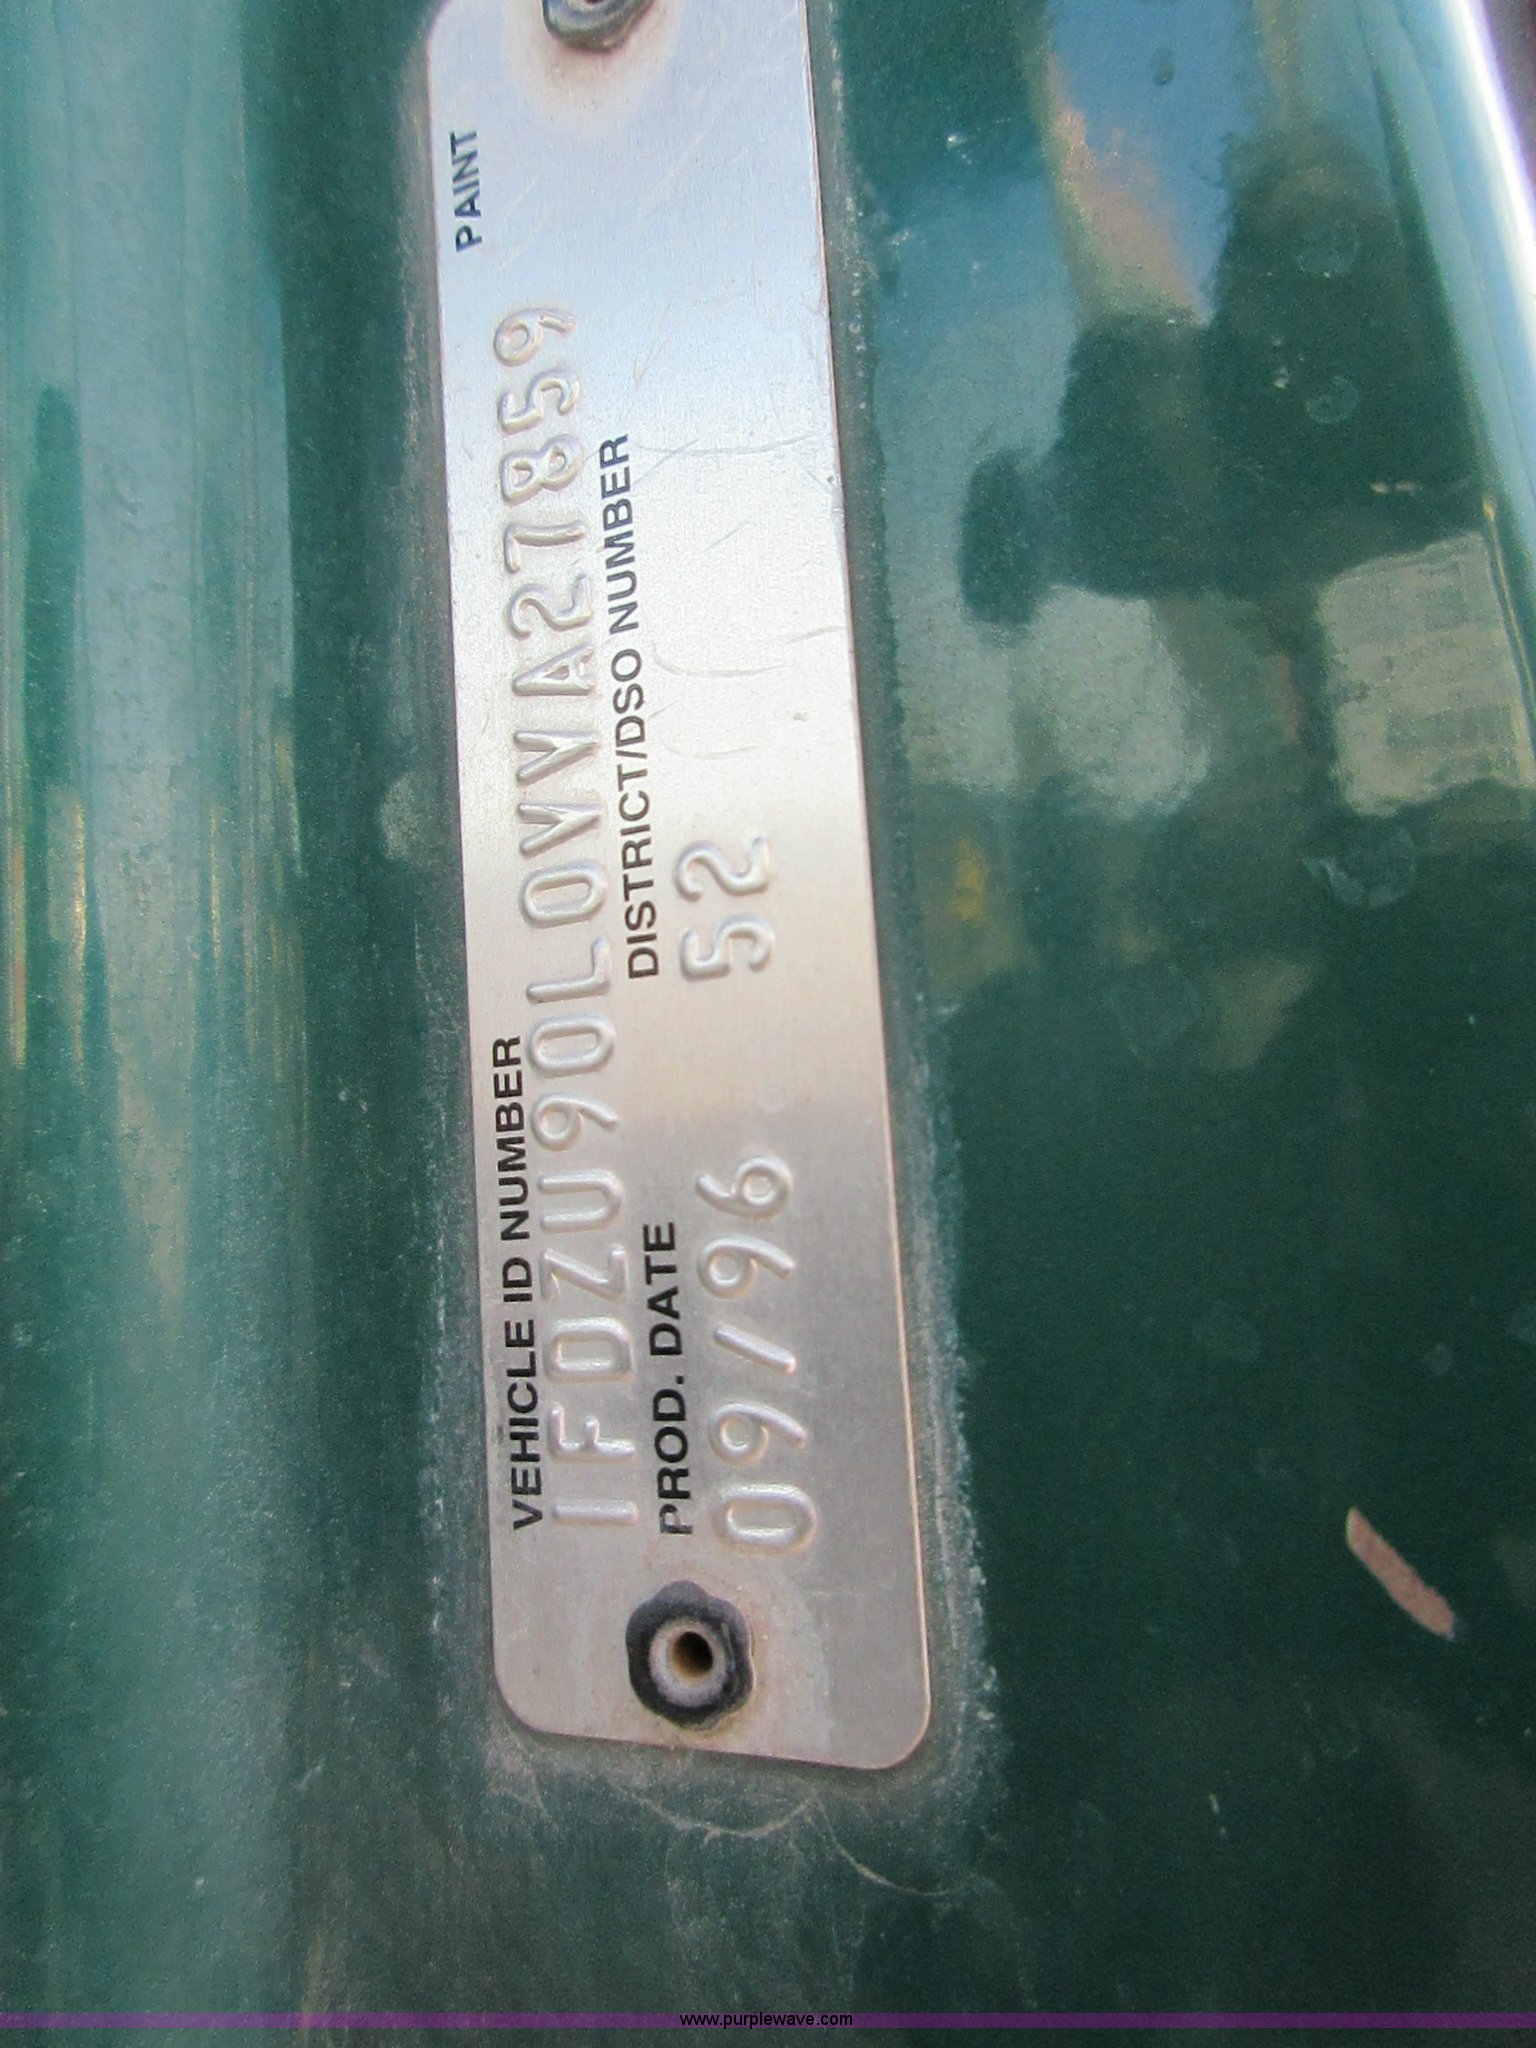 VEHICLE ID NUMBER PAINT
1FDZU90L0VVA27859
PROD. DATE DISTRICT/DSO NUMBER
09/96 52
www.purplewave.com